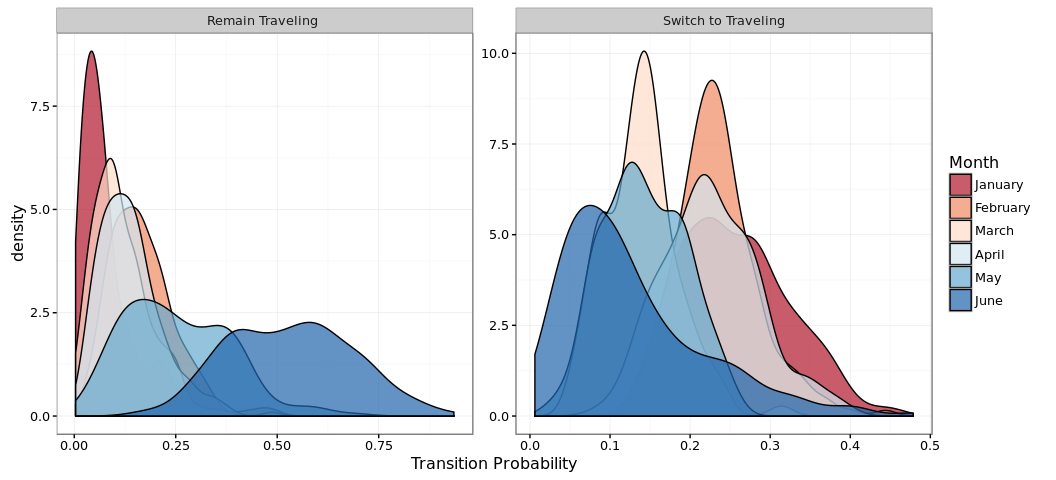 Remain Traveling
Switch to Traveling
density
7.5
5.0
2.5
0.0
10.0
7.5
5.0
2.5
0.0
0.00 0.25 0.50 0.75
0.0 0.1 0.2 0.3 0.4 0.5
Transition Probability
Month
January
February
March
April
May
June